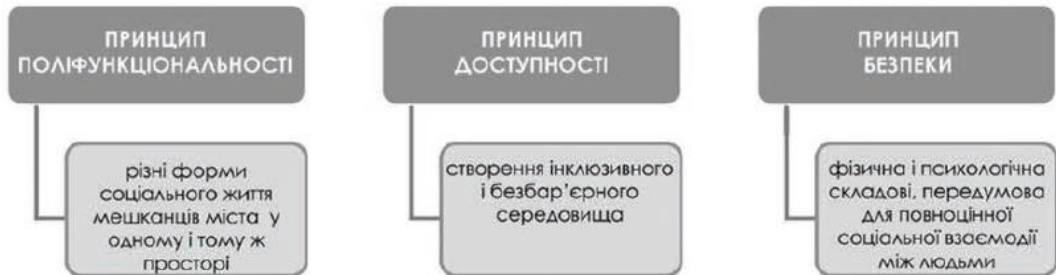 ПРИНЦИП
ПОЛІФУНКЦІОНАЛЬНОСТІ
різні форми
соціального життя
мешканців міста у
одному і тому ж
просторі
ПРИНЦИП
ДОСТУПНОСТІ
створення інклюзивного
і безбар’єрного
середовища
ПРИНЦИП
БЕЗПЕКИ
фізична і психологічна
складові, передумова
для повноцінної
соціальної взаємодії
між людьми